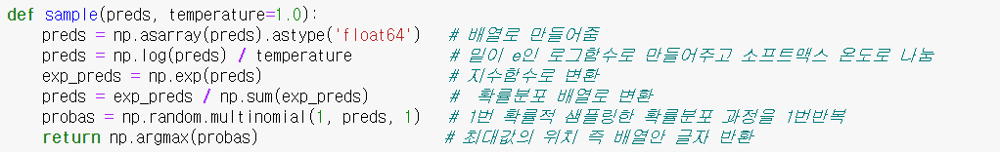 def sample(preds, temperature=1.0):
    preds = np.asarray(preds).astype('float64')   # 배열로 만들어줌
    preds = np.log(preds) / temperature           # 밑이 e인 로그함수로 만들어주고 소프트맥스 온도로 나눔
    exp_preds = np.exp(preds)                     # 지수함수로 변환
    preds = exp_preds / np.sum(exp_preds)         #  확률분포 배열로 변환
    probas = np.random.multinomial(1, preds, 1)   # 1번 확률적 샘플링한 확률분포 과정을 1번반복
    return np.argmax(probas)                     # 최대값의 위치 즉 배열안 글자 반환